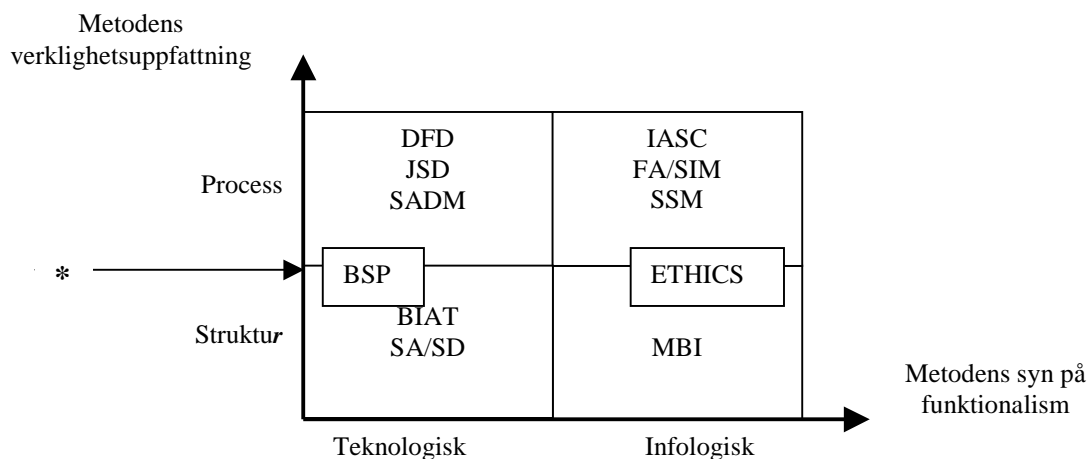 Metodens
verklighetsuppfattning
DFD
JSD
SADM
IASC
FA/SIM
SSM
Process
*
BSP
ETHICS
BIAT
SA/SD
MBI
Struktur
Metodens syn på
funktionalism
Teknologisk
Infologisk